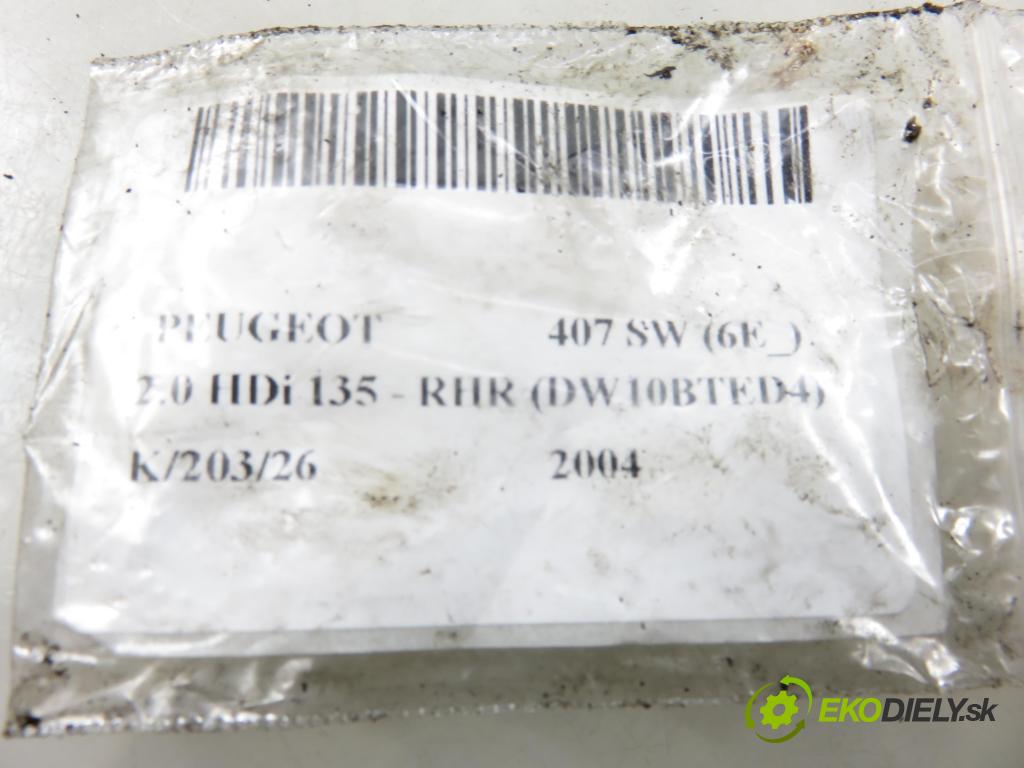 PEUGEOT 407 SW (6E_)
2.0 HDi 135 - RHR (DW10BTED4)
K/203/26 2004
EKODIELY.sk